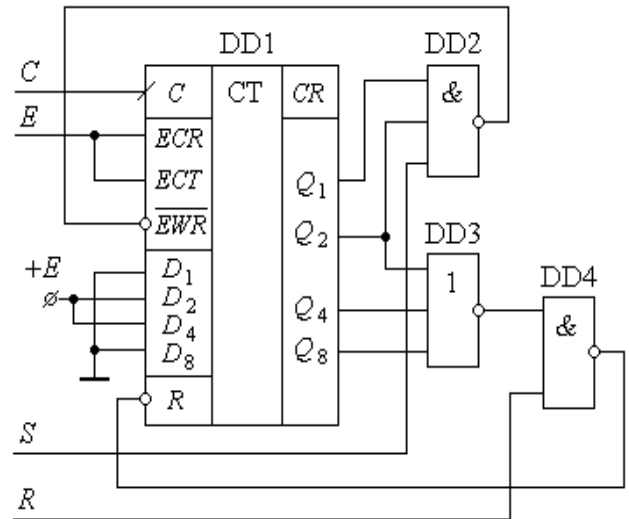 DD1
DD2
C
C
CT
CR
&
E
ECR
ECT
Q1
EWR
Q2
DD3
+E
D1
D2
D4
D8
1
DD4
Q4
&
Q8
R
S
R